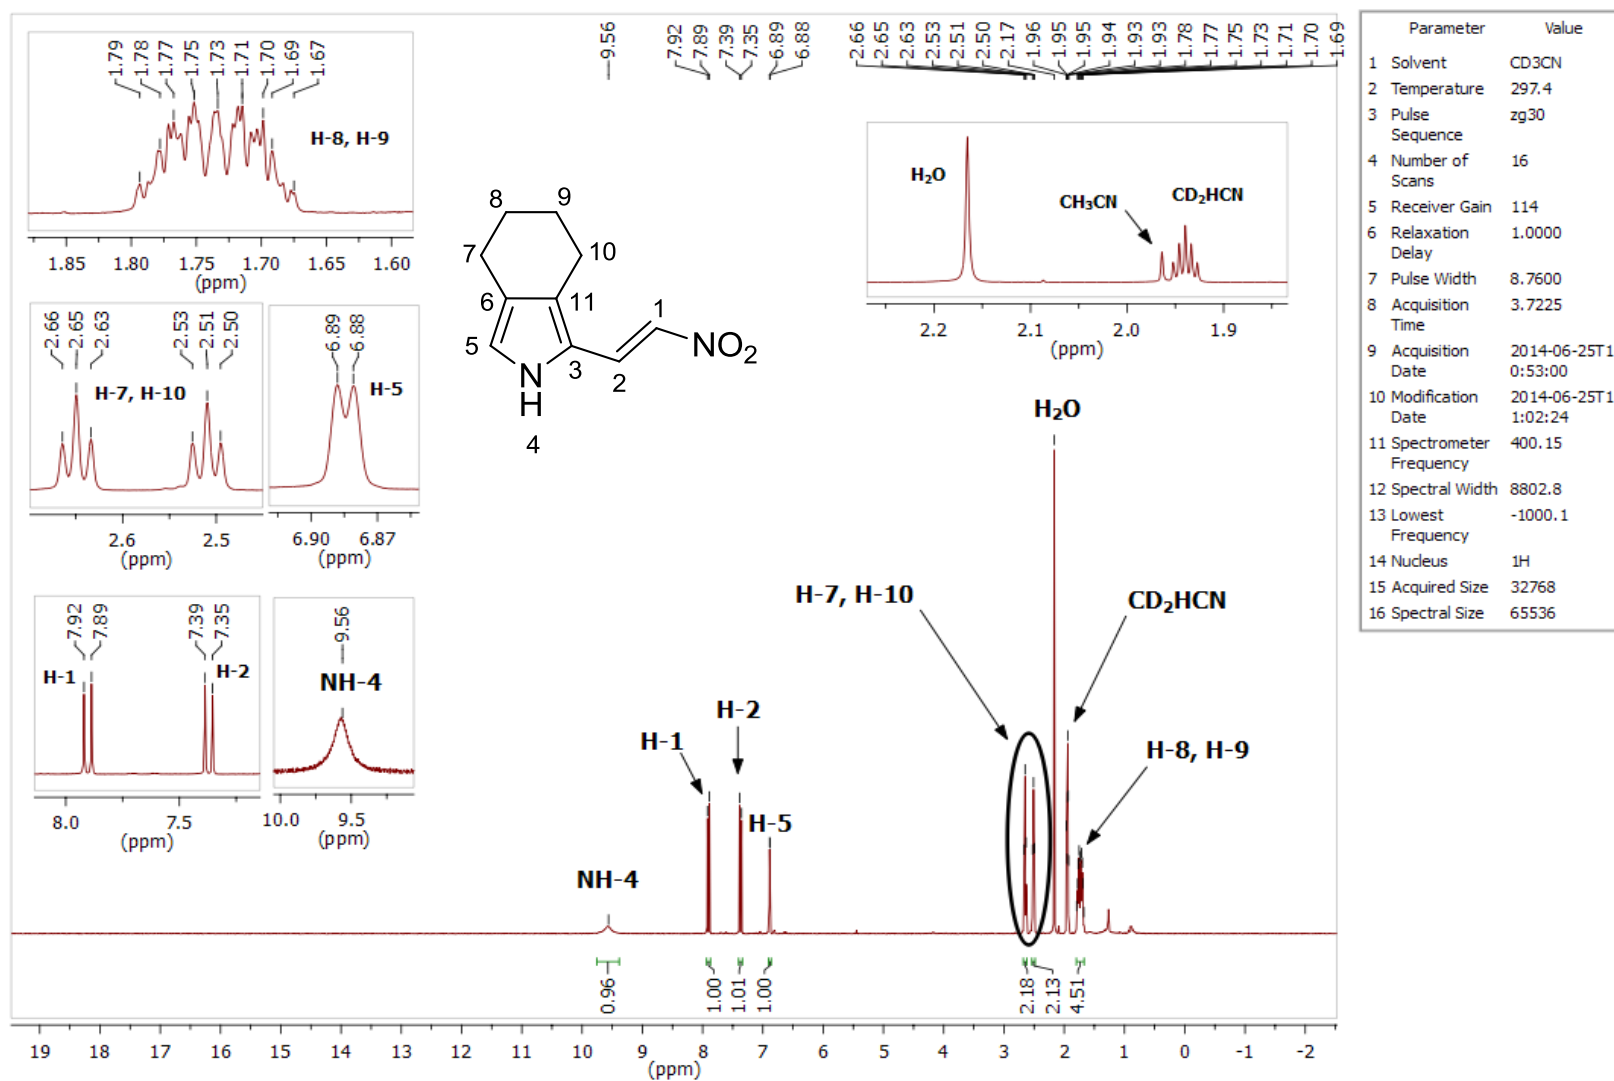 9.56
7.92
7.89
7.39
7.35
6.89
6.88
2.66
2.65
2.63
2.53
2.51
2.50
2.17
1.96
1.95
1.95
1.94
1.93
1.93
1.78
1.77
1.75
1.73
1.71
1.70
1.69
1.79
1.78
1.77
1.75
1.73
1.71
1.70
1.69
1.67
H-8, H-9
1.85 1.80 1.75 1.70 1.65 1.60
(ppm)
2.66
2.65
2.63
2.53
2.51
2.50
H-7, H-10
2.6 2.5
(ppm)
6.89
6.88
H-5
6.90 6.87
(ppm)
7.92
7.89
7.39
7.35
H-1
H-2
8.0 7.5
(ppm)
9.56
NH-4
10.0 9.5
(ppm)
8 9
7 10
6 11 1
5 3 2
N
H
4
NO2
H2O
CH3CN
CD2HCN
2.2 2.1 2.0 1.9
(ppm)
H2O
H-7, H-10
CD2HCN
H-2
H-1
H-8, H-9
H-5
NH-4
0.96
1.00
1.01
1.00
2.18
2.13
4.51
19 18 17 16 15 14 13 12 11 10 9 8 7 6 5 4 3 2 1 0 -1 -2
(ppm)
Parameter Value
1 Solvent CD3CN
2 Temperature 297.4
3 Pulse zg30
Sequence
4 Number of 16
Scans
5 Receiver Gain 114
6 Relaxation 1.0000
Delay
7 Pulse Width 8.7600
8 Acquisition 3.7225
Time
9 Acquisition 2014-06-25T1
Date 0:53:00
10 Modification 2014-06-25T1
Date 1:02:24
11 Spectrometer 400.15
Frequency
12 Spectral Width 8802.8
13 Lowest -1000.1
Frequency
14 Nucleus 1H
15 Acquired Size 32768
16 Spectral Size 65536